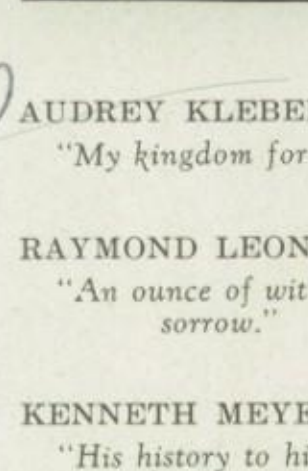 AUDREY KLEBE
"My kingdom for
RAYMOND LEON
"An ounce of wit
sorrow."
KENNETH MEYE
"His history to hi